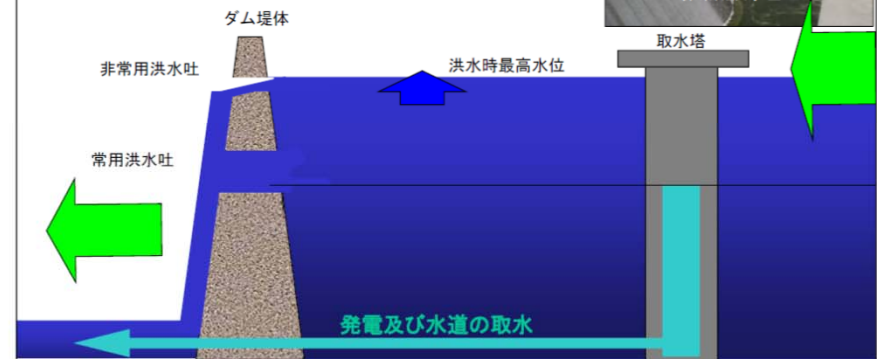 ダム堤体
取水塔
非常用洪水吐
洪水時最高水位
常用洪水吐
発電及び水道の取水